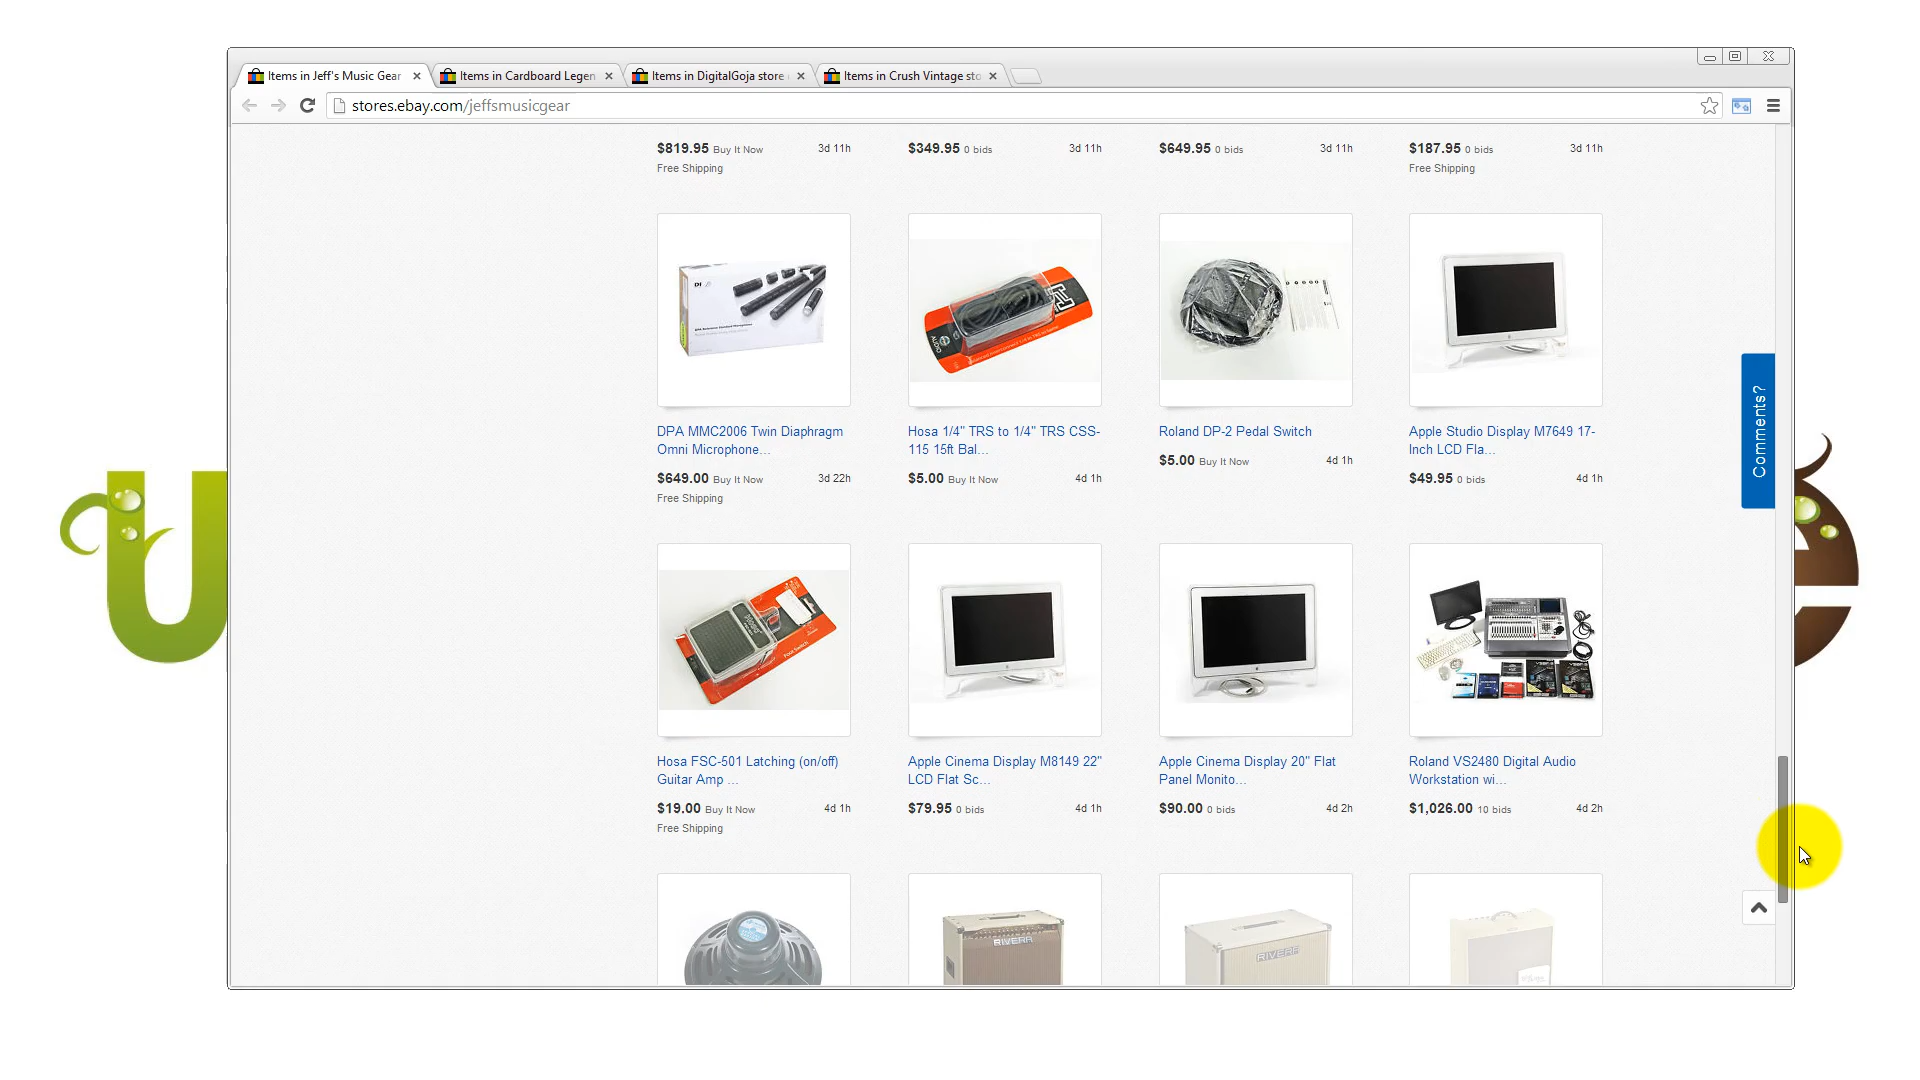 Items in Jeff's Music Gear
Items in Cardboard Legen
Items in DigitalGoja store
Items in Crush Vintage sto
stores.ebay.com/jeffsmusicgear
$819.95 Buy It Now 3d 11h
Free Shipping
$349.95 0 bids 3d 11h
$649.95 0 bids 3d 11h
$187.95 0 bids 3d 11h
Free Shipping
DPA MMC2006 Twin Diaphragm
Omni Microphone...
$649.00 Buy It Now 3d 22h
Free Shipping
Hosa 1/4" TRS to 1/4" TRS CSS-
115 15ft Bal...
$5.00 Buy It Now 4d 1h
Roland DP-2 Pedal Switch
$5.00 Buy It Now 4d 1h
Apple Studio Display M7649 17-
Inch LCD Fla...
$49.95 0 bids 4d 1h
Comments?
U
Hosa FSC-501 Latching (on/off)
Guitar Amp ...
$19.00 Buy It Now 4d 1h
Free Shipping
Apple Cinema Display M8149 22"
LCD Flat Sc...
$79.95 0 bids 4d 1h
Apple Cinema Display 20" Flat
Panel Monito...
$90.00 0 bids 4d 2h
Roland VS2480 Digital Audio
Workstation wi...
$1,026.00 10 bids 4d 2h
RIVERA
RIVERA